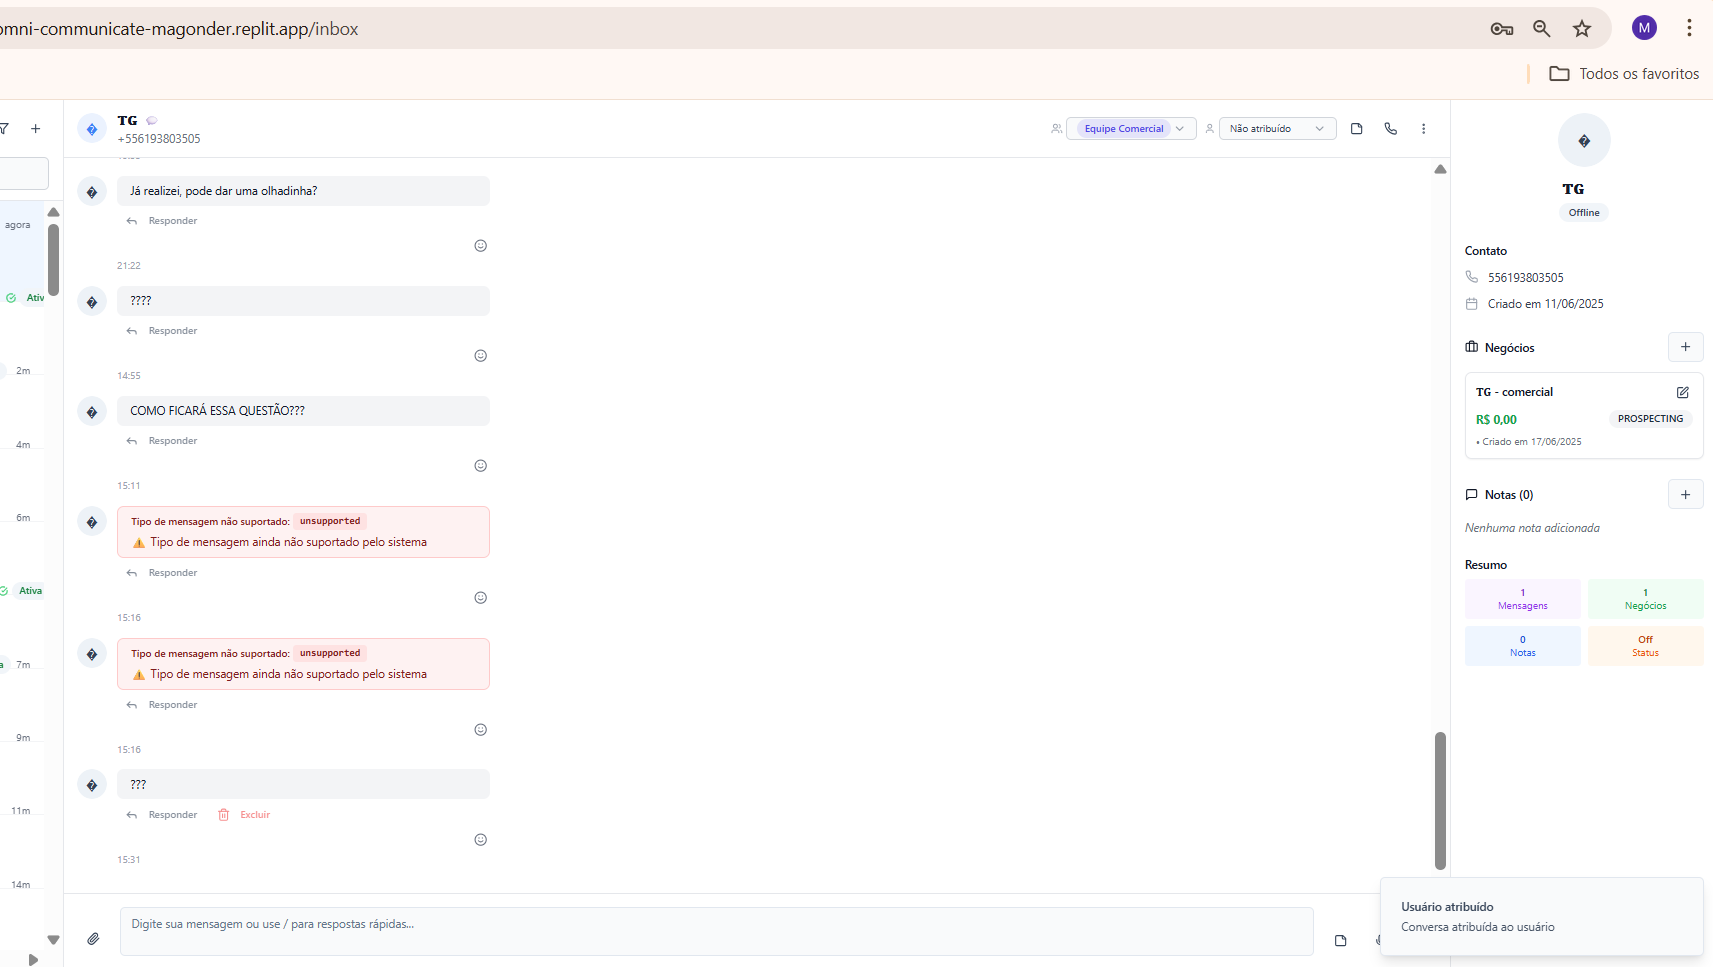 omni-communicate-magonder.replit.app/inbox
M
Todos os favoritos
agora
Ativ
2m
4m
6m
Ativa
a
7m
9m
11m
14m
TG
+556193803505
Equipe Comercial
Não atribuído
Já realizei, pode dar uma olhadinha?
Responder
21:22
????
Responder
14:55
COMO FICARÁ ESSA QUESTÃO???
Responder
15:11
Tipo de mensagem não suportado: unsupported
⚠️ Tipo de mensagem ainda não suportado pelo sistema
Responder
15:16
Tipo de mensagem não suportado: unsupported
⚠️ Tipo de mensagem ainda não suportado pelo sistema
Responder
15:16
???
Responder Excluir
15:31
Digite sua mensagem ou use / para respostas rápidas...
TG
Offline
Contato
556193803505
Criado em 11/06/2025
Negócios
TG - comercial
R$ 0,00
PROSPECTING
• Criado em 17/06/2025
Notas (0)
Nenhuma nota adicionada
Resumo
1
Mensagens
1
Negócios
0
Notas
Off
Status
Usuário atribuído
Conversa atribuída ao usuário